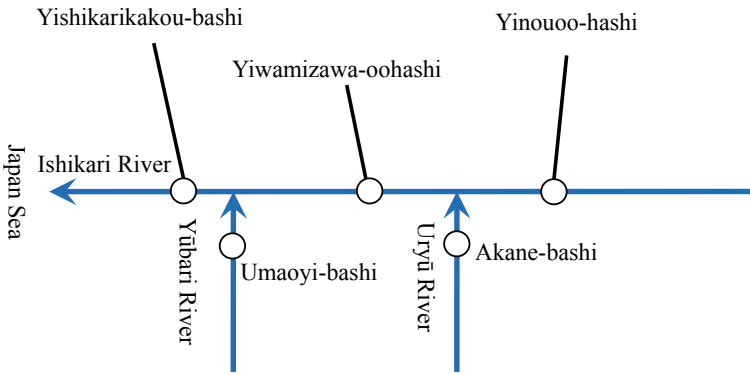 Yishikarikakou-bashi
Yinouoo-hashi
Yiwamizawa-oohashi
Japan Sea
Ishikari River
Yūbari River
Umaoyi-bashi
Uryū River
Akane-bashi